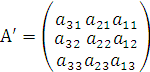 A′ = ( a₃₁ a₂₁ a₁₁
a₃₂ a₂₂ a₁₂
a₃₃ a₂₃ a₁₃ )